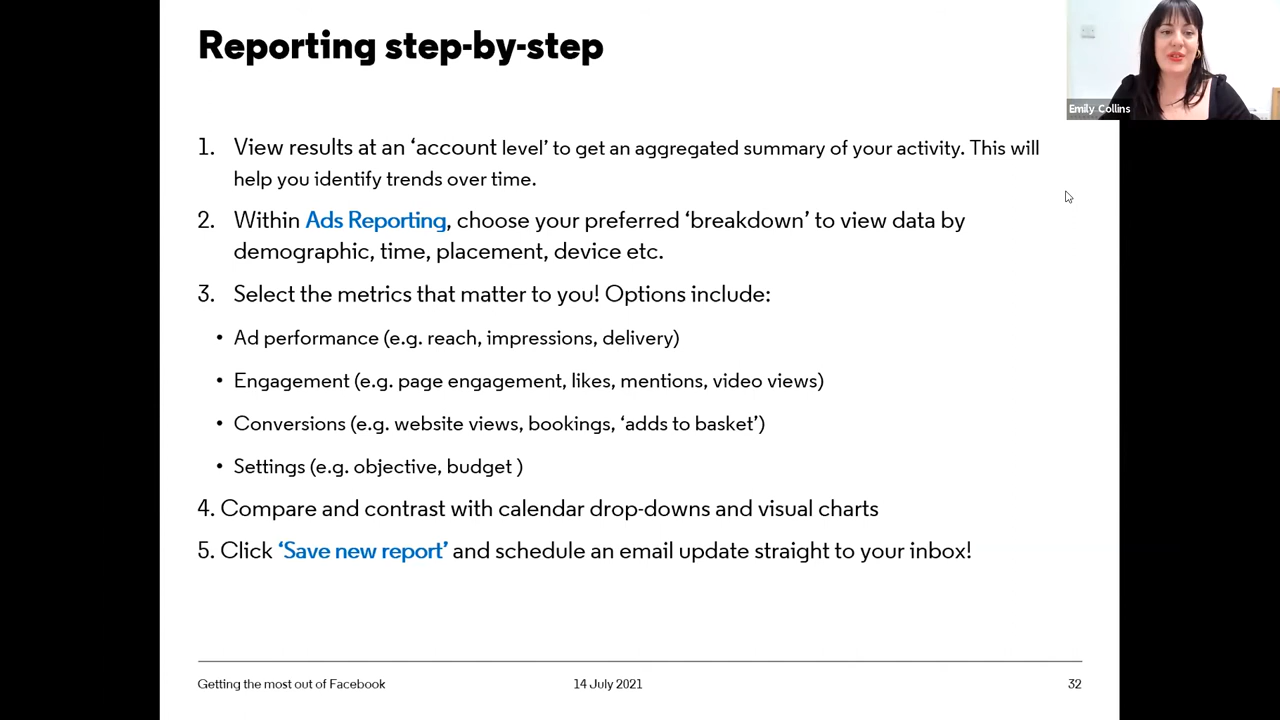 Reporting step-by-step
Emily Collins
1. View results at an ‘account level’ to get an aggregated summary of your activity. This will
help you identify trends over time.
2. Within Ads Reporting, choose your preferred ‘breakdown’ to view data by
demographic, time, placement, device etc.
3. Select the metrics that matter to you! Options include:
• Ad performance (e.g. reach, impressions, delivery)
• Engagement (e.g. page engagement, likes, mentions, video views)
• Conversions (e.g. website views, bookings, ‘adds to basket’)
• Settings (e.g. objective, budget )
4. Compare and contrast with calendar drop-downs and visual charts
5. Click ‘Save new report’ and schedule an email update straight to your inbox!
Getting the most out of Facebook 14 July 2021 32